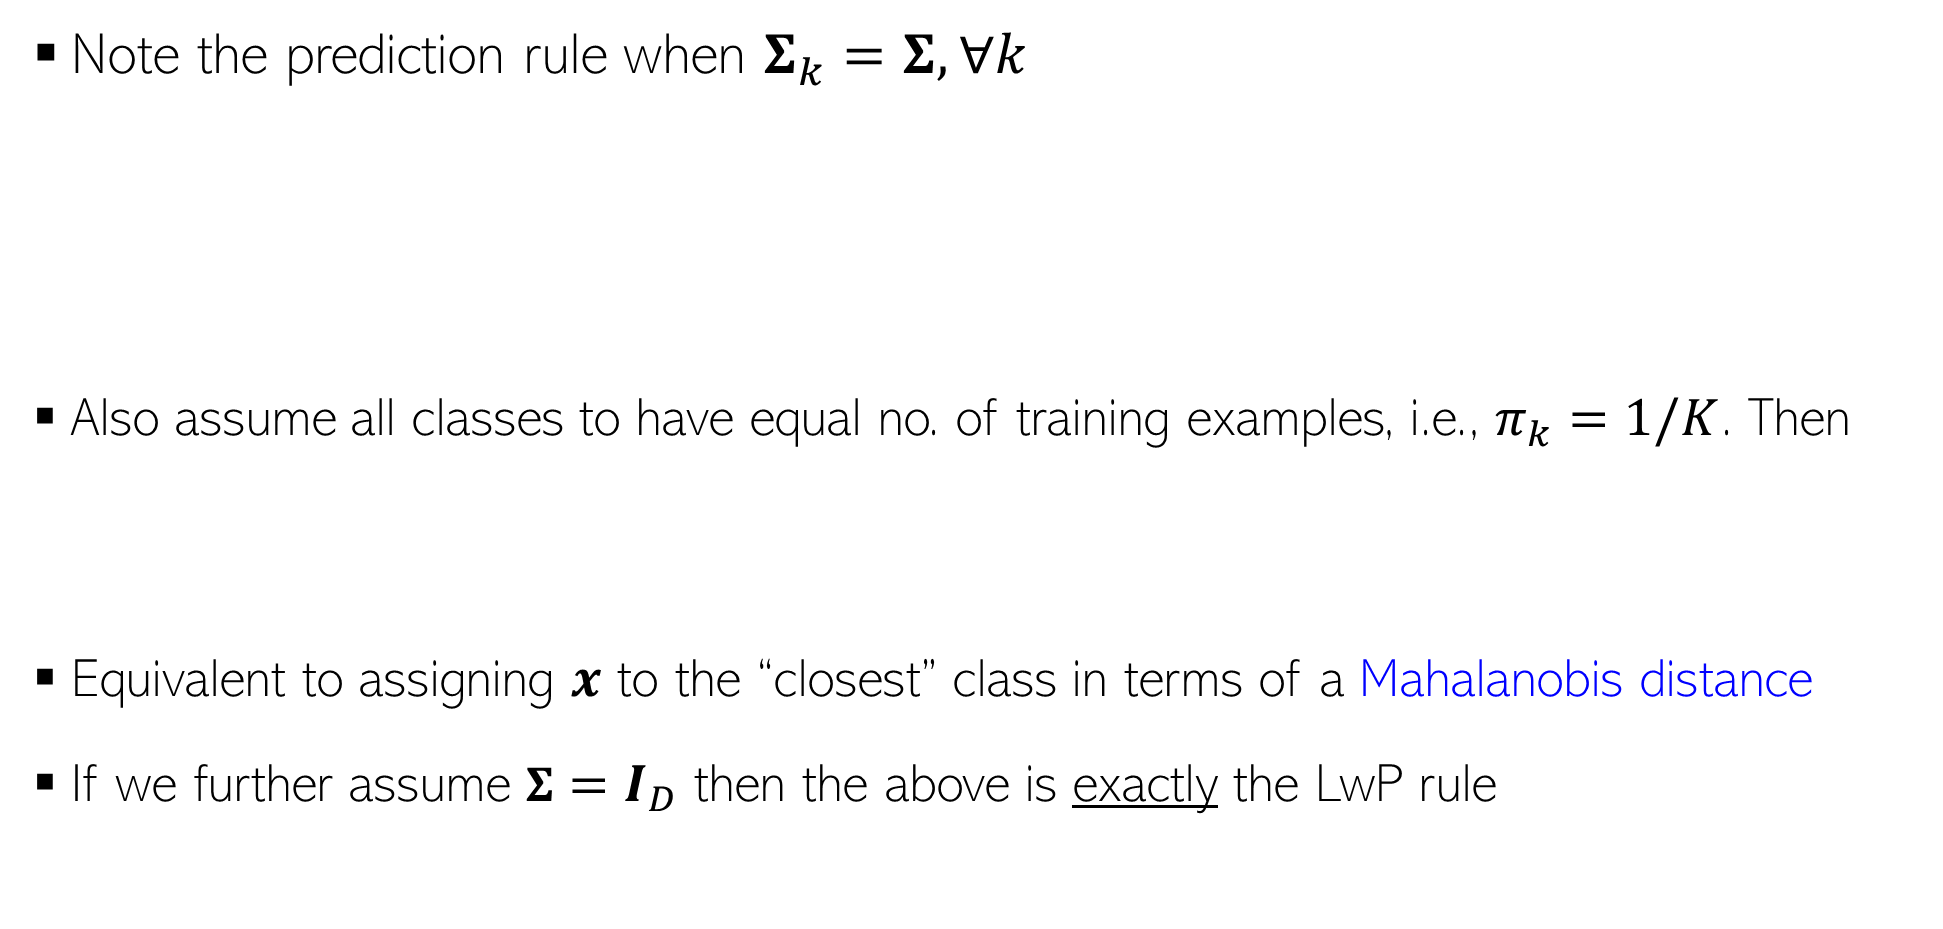 ▪ Note the prediction rule when 𝚺ₖ = 𝚺, ∀k
▪ Also assume all classes to have equal no. of training examples, i.e., πₖ = 1/K. Then
▪ Equivalent to assigning 𝒙 to the “closest” class in terms of a Mahalanobis distance
▪ If we further assume 𝚺 = 𝑰_D then the above is exactly the LwP rule